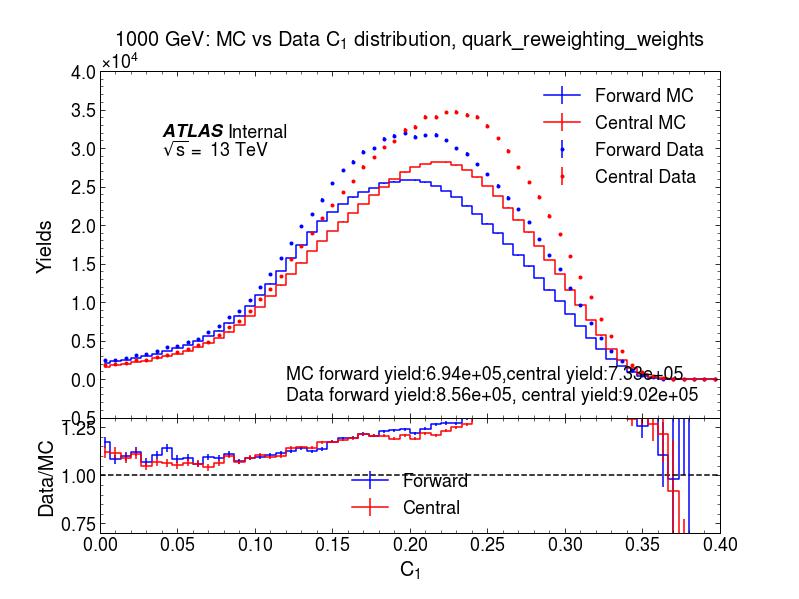 1000 GeV: MC vs Data C1 distribution, quark_reweighting_weights
×10^4
4.0
3.5
3.0
2.5
2.0
1.5
1.0
0.5
0.0
0.5
Yields
ATLAS Internal
√s = 13 TeV
Forward MC
Central MC
Forward Data
Central Data
MC forward yield:6.94e+05,central yield:7.33e+05
Data forward yield:8.56e+05, central yield:9.02e+05
1.25
1.00
0.75
Data/MC
Forward
Central
0.00 0.05 0.10 0.15 0.20 0.25 0.30 0.35 0.40
C1